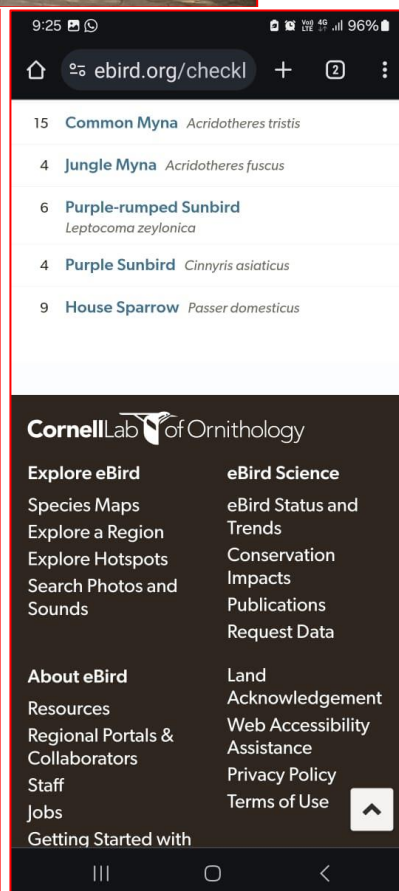 9:25
Vo) 4G
LTE .ıll 96%
ebird.org/checkl + 2
15 Common Myna Acridotheres tristis
4 Jungle Myna Acridotheres fuscus
6 Purple-rumped Sunbird
Leptocoma zeylonica
4 Purple Sunbird Cinnyris asiaticus
9 House Sparrow Passer domesticus
CornellLab of Ornithology
Explore eBird
Species Maps
Explore a Region
Explore Hotspots
Search Photos and
Sounds
eBird Science
eBird Status and
Trends
Conservation
Impacts
Publications
Request Data
About eBird
Resources
Regional Portals &
Collaborators
Staff
Jobs
Getting Started with
Land
Acknowledgement
Web Accessibility
Assistance
Privacy Policy
Terms of Use